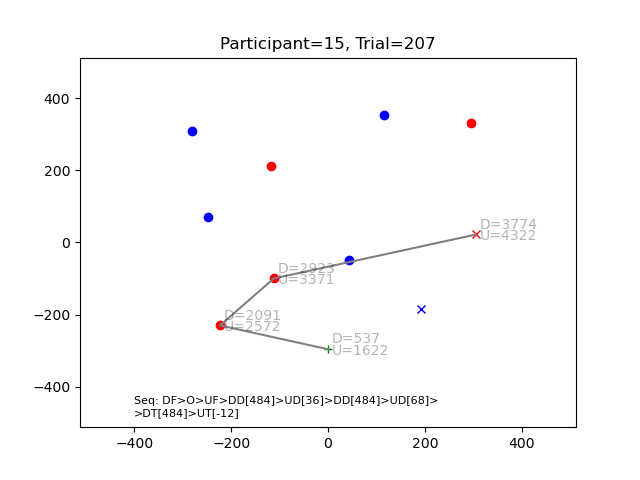 Participant=15, Trial=207
400
200
0
−200
−400
D=3774
U=4322
D=2923
U=3371
D=2091
U=2572
D=537
U=1622
Seq: DF>O>UF>DD[484]>UD[36]>DD[484]>UD[68]>
>DT[484]>UT[-12]
−400 −200 0 200 400